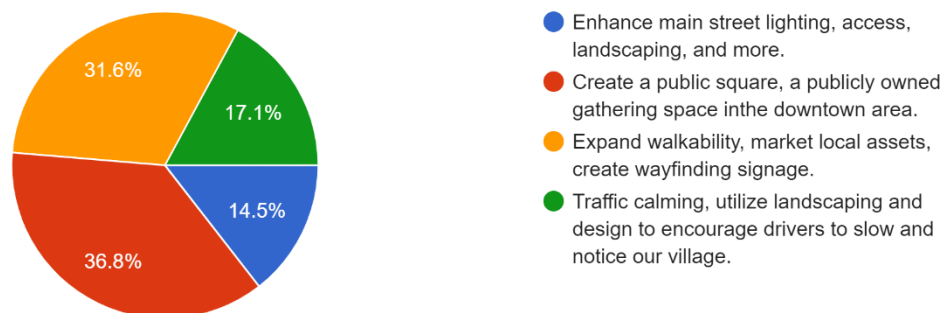 31.6%
17.1%
14.5%
36.8%
Enhance main street lighting, access,
landscaping, and more.
Create a public square, a publicly owned
gathering space inthe downtown area.
Expand walkability, market local assets,
create wayfinding signage.
Traffic calming, utilize landscaping and
design to encourage drivers to slow and
notice our village.